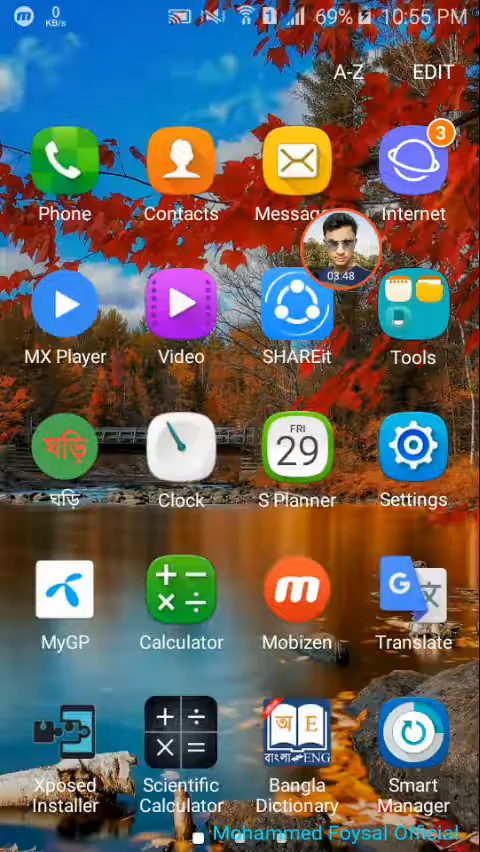 0
KB/s
1
69%
10:55 PM
A-Z
EDIT
3
Phone
Contacts
Internet
03:48
MX Player
Video
SHAREit
Tools
ঘড়ি
FRI
29
ঘড়ি
Clock
S Planner
Settings
G
文
MyGP
Calculator
Mobizen
Translate
অ E
বাংলা ENG
Xposed
Installer
Scientific
Calculator
Bangla
Dictionary
Smart
Manager
Mohammed Foysal Official